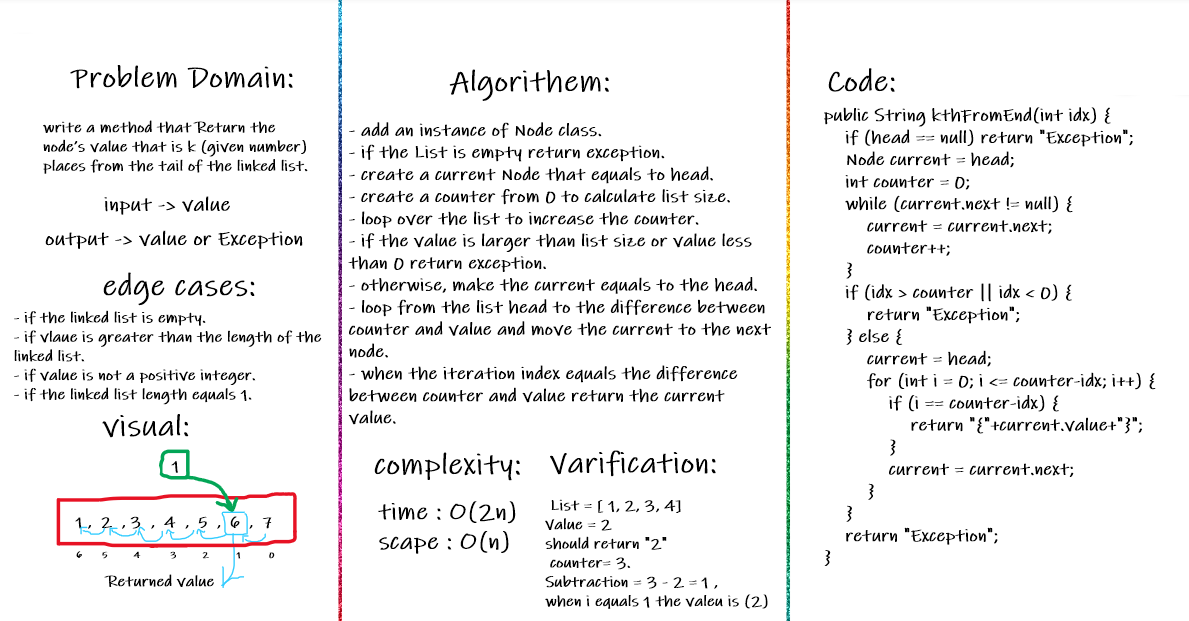 Problem Domain:
write a method that Return the
node's value that is k (given number)
places from the tail of the linked list.
input -> value
output -> value or Exception
edge cases:
- if the linked list is empty.
- if vlaue is greater than the length of the
linked list.
- if value is not a positive integer.
- if the linked list length equals 1.
visual:
1
1, 2, 3, 4, 5, 6, 7
6 5 4 3 2 1 0
Returned value
Algorithem:
- add an instance of Node class.
- if the List is empty return exception.
- create a current Node that equals to head.
- create a counter from 0 to calculate list size.
- loop over the list to increase the counter.
- if the value is larger than list size or value less
than 0 return exception.
- otherwise, make the current equals to the head.
- loop from the list head to the difference between
counter and value and move the current to the next
node.
- when the iteration index equals the difference
between counter and value return the current
value.
complexity:
time : O(2n)
scape : O(n)
Varification:
List = [ 1, 2, 3, 4]
Value = 2
should return "2"
counter= 3.
Subtraction = 3 - 2 = 1 ,
when i equals 1 the valeu is (2)
Code:
public String kthFromEnd(int idx) {
if (head == null) return "Exception";
Node current = head;
int counter = 0;
while (current.next != null) {
current = current.next;
counter++;
}
if (idx > counter || idx < 0) {
return "Exception";
} else {
current = head;
for (int i = 0; i <= counter-idx; i++) {
if (i == counter-idx) {
return "{"+current.value+"}";
}
current = current.next;
}
}
return "Exception";
}